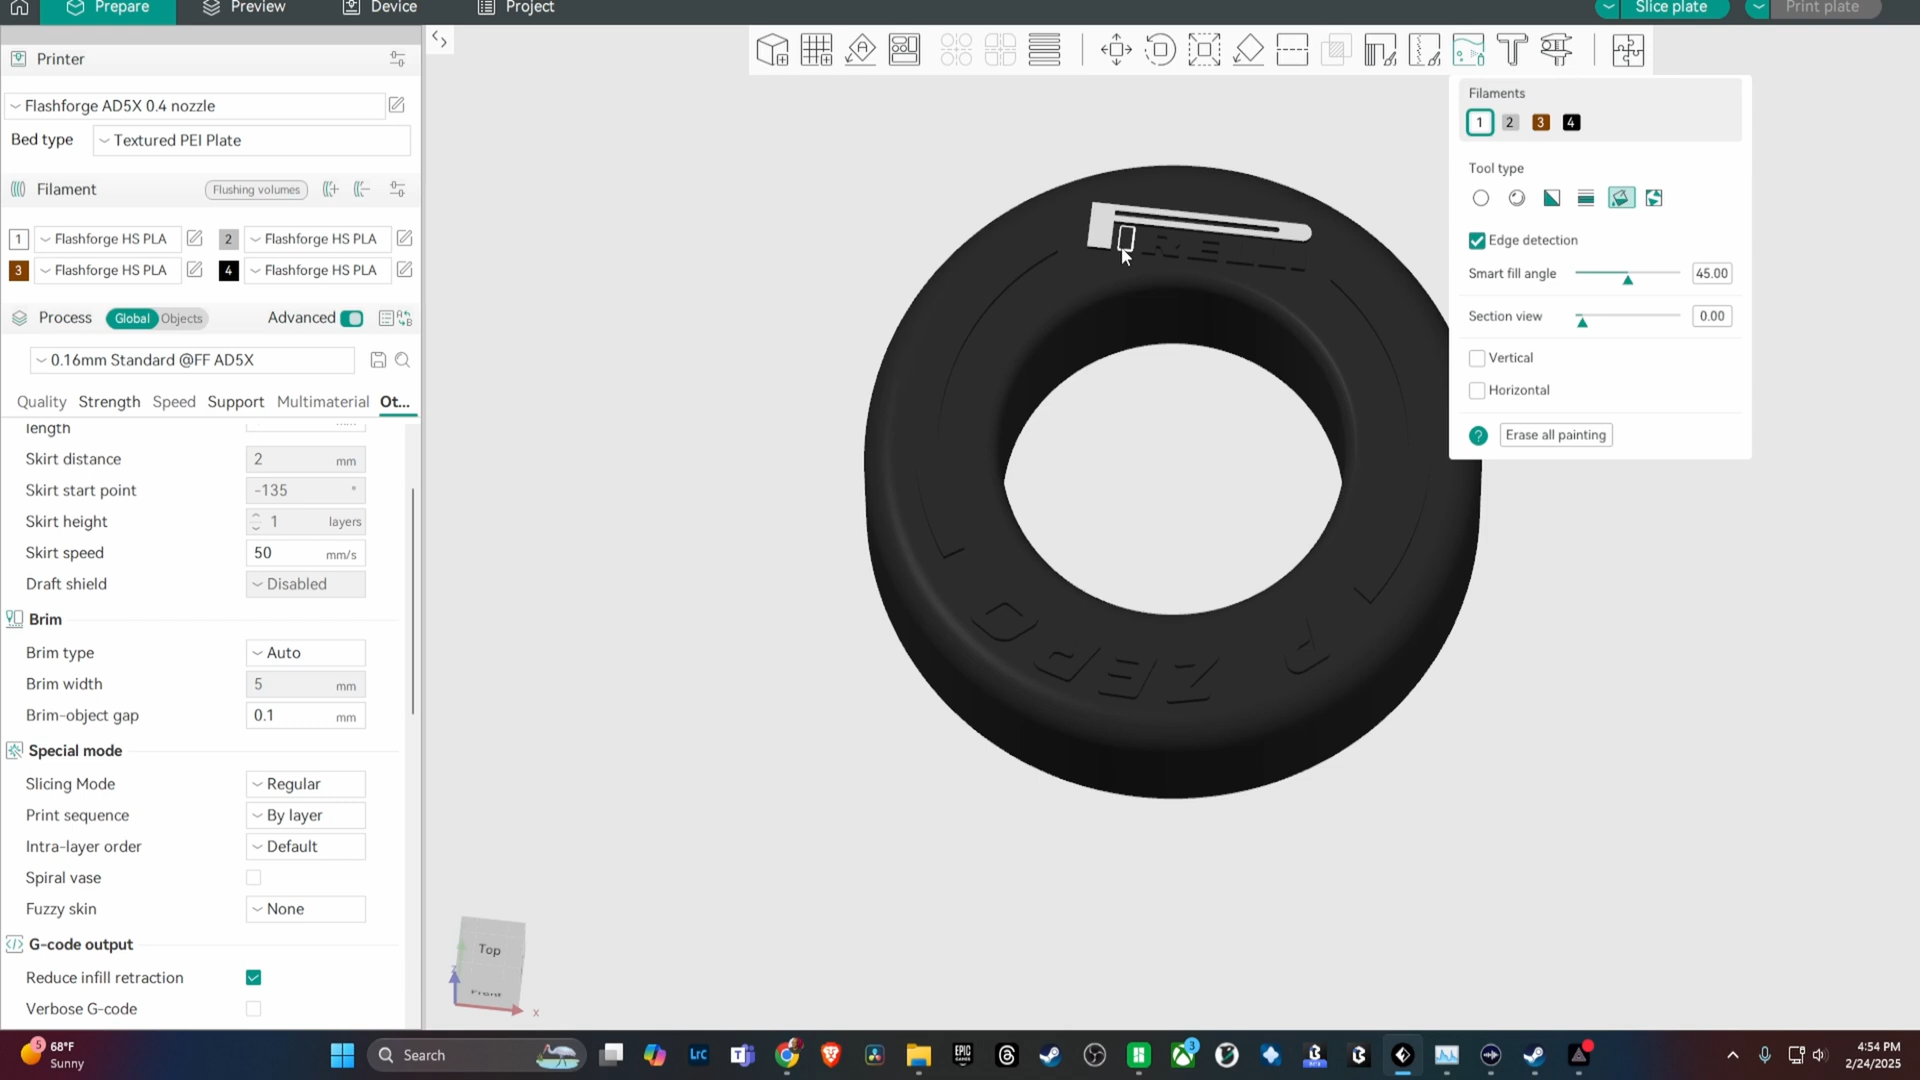 Prepare
Preview
Device
Project
Slice plate
Print plate
Printer
Flashforge AD5X 0.4 nozzle
Bed type
Textured PEI Plate
Filament
Flushing volumes
1 Flashforge HS PLA
2 Flashforge HS PLA
3 Flashforge HS PLA
4 Flashforge HS PLA
Process
Global
Objects
Advanced
0.16mm Standard @FF AD5X
Quality
Strength
Speed
Support
Multimaterial
Ot...
length
Skirt distance
2 mm
Skirt start point
-135 °
Skirt height
1 layers
Skirt speed
50 mm/s
Draft shield
Disabled
Brim
Brim type
Auto
Brim width
5 mm
Brim-object gap
0.1 mm
Special mode
Slicing Mode
Regular
Print sequence
By layer
Intra-layer order
Default
Spiral vase
Fuzzy skin
None
G-code output
Reduce infill retraction
Verbose G-code
Filaments
1 2 3 4
Tool type
Edge detection
Smart fill angle
45.00
Section view
0.00
Vertical
Horizontal
? Erase all painting
P ZERO
Top
Front
x
5
68°F
Sunny
Search
Lrc
EPIC
GAMES
3
4:54 PM
2/24/2025